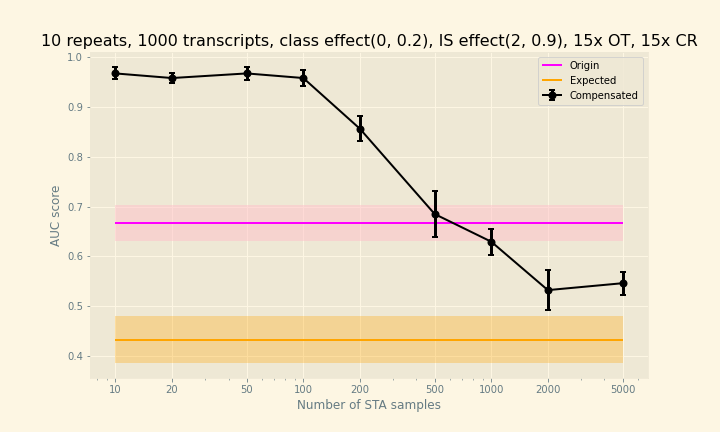 10 repeats, 1000 transcripts, class effect(0, 0.2), IS effect(2, 0.9), 15x OT, 15x CR
1.0
0.9
0.8
0.7
0.6
0.5
0.4
AUC score
Origin
Expected
Compensated
10 20 50 100 200 500 1000 2000 5000
Number of STA samples